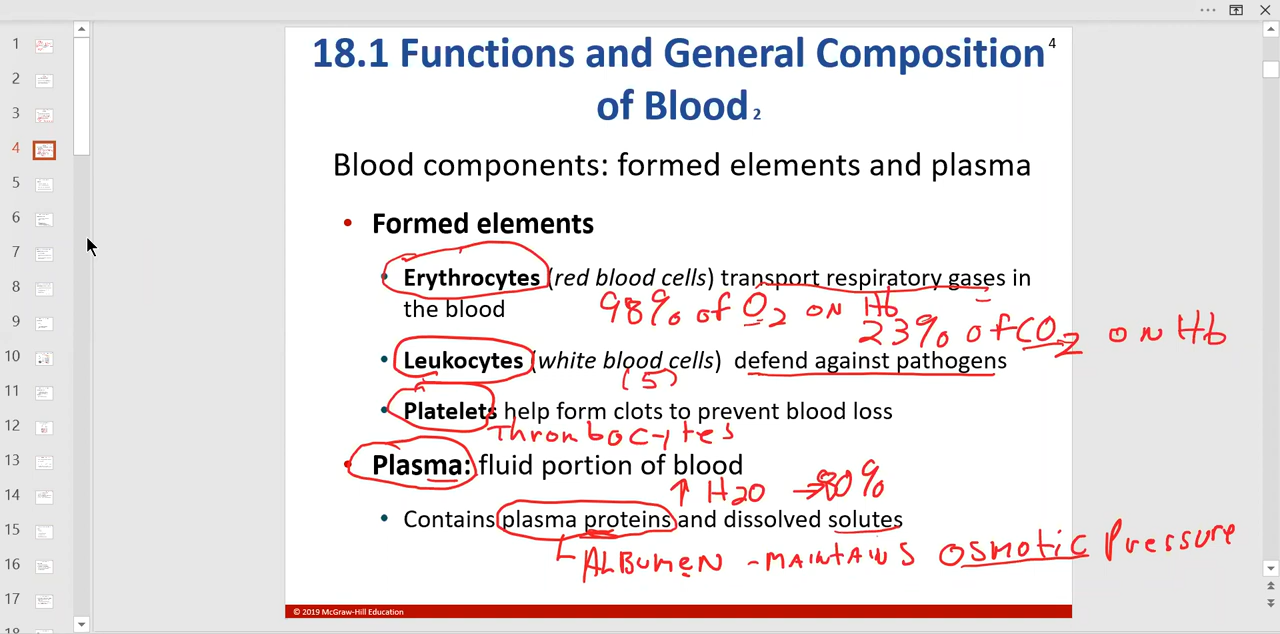 1
2
3
4
5
6
7
8
9
10
11
12
13
14
15
16
17
18
18.1 Functions and General Composition 4
of Blood 2
Blood components: formed elements and plasma
• Formed elements
• Erythrocytes (red blood cells) transport respiratory gases in
the blood
98% of O2 on Hb
23% of CO2 on Hb
• Leukocytes (white blood cells) defend against pathogens
(5)
• Platelets help form clots to prevent blood loss
Thrombocytes
• Plasma: fluid portion of blood
↑ H2O → 80%
• Contains plasma proteins and dissolved solutes
ALBUMEN - MAINTAINS OSMOTIC Pressure
© 2019 McGraw-Hill Education